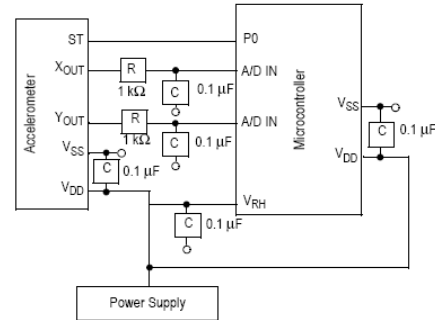 ST
P0
XOUT
R
1 kΩ
C
0.1 µF
A/D IN
YOUT
R
1 kΩ
C
0.1 µF
A/D IN
Accelerometer
Microcontroller
VSS
C
0.1 µF
VDD
VSS
C
0.1 µF
VDD
VRH
C
0.1 µF
Power Supply